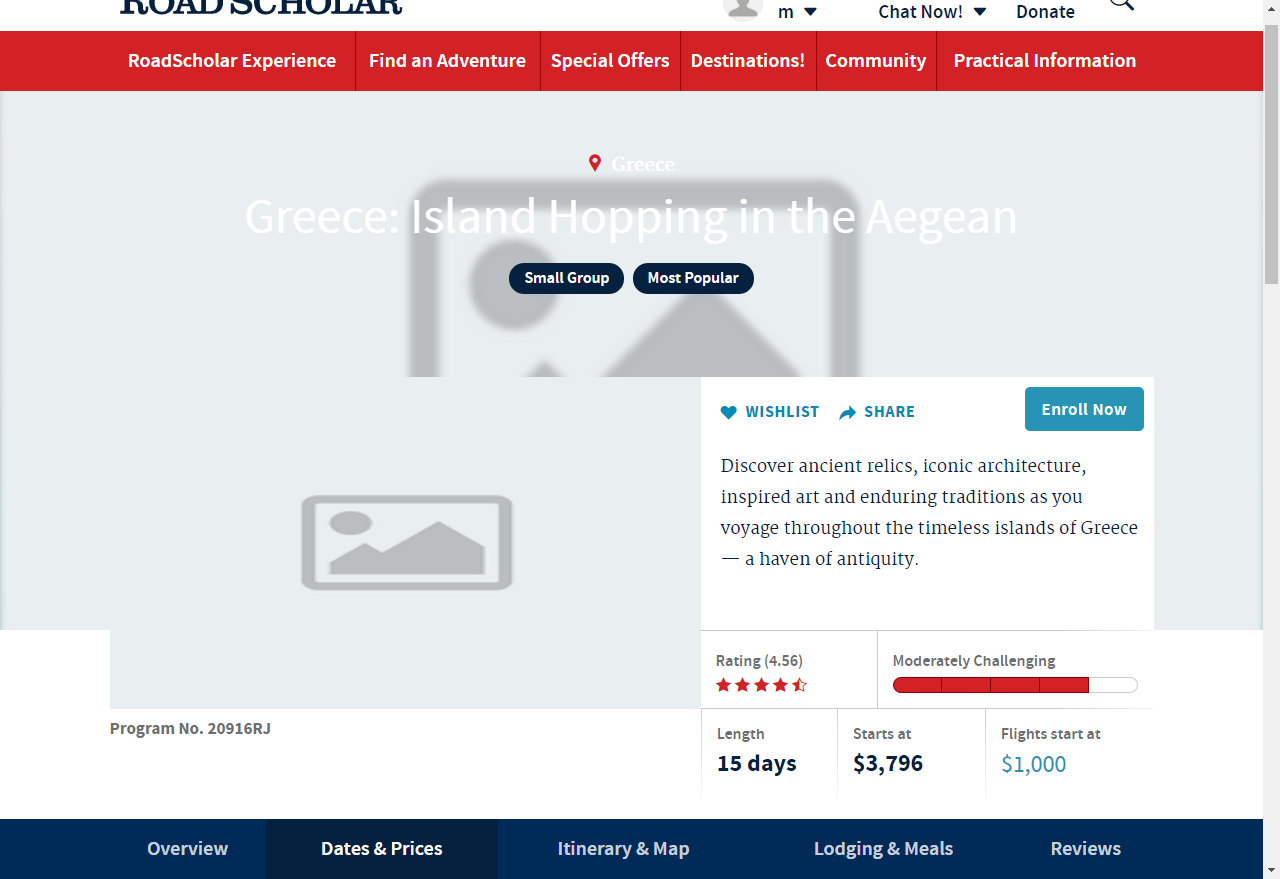 ROAD SCHOLAR
m
Chat Now!
Donate
RoadScholar Experience
Find an Adventure
Special Offers
Destinations!
Community
Practical Information
Greece
Greece: Island Hopping in the Aegean
Small Group
Most Popular
WISHLIST
SHARE
Enroll Now
Discover ancient relics, iconic architecture,
inspired art and enduring traditions as you
voyage throughout the timeless islands of Greece
— a haven of antiquity.
Rating (4.56)
Moderately Challenging
Program No. 20916RJ
Length
15 days
Starts at
$3,796
Flights start at
$1,000
Overview
Dates & Prices
Itinerary & Map
Lodging & Meals
Reviews